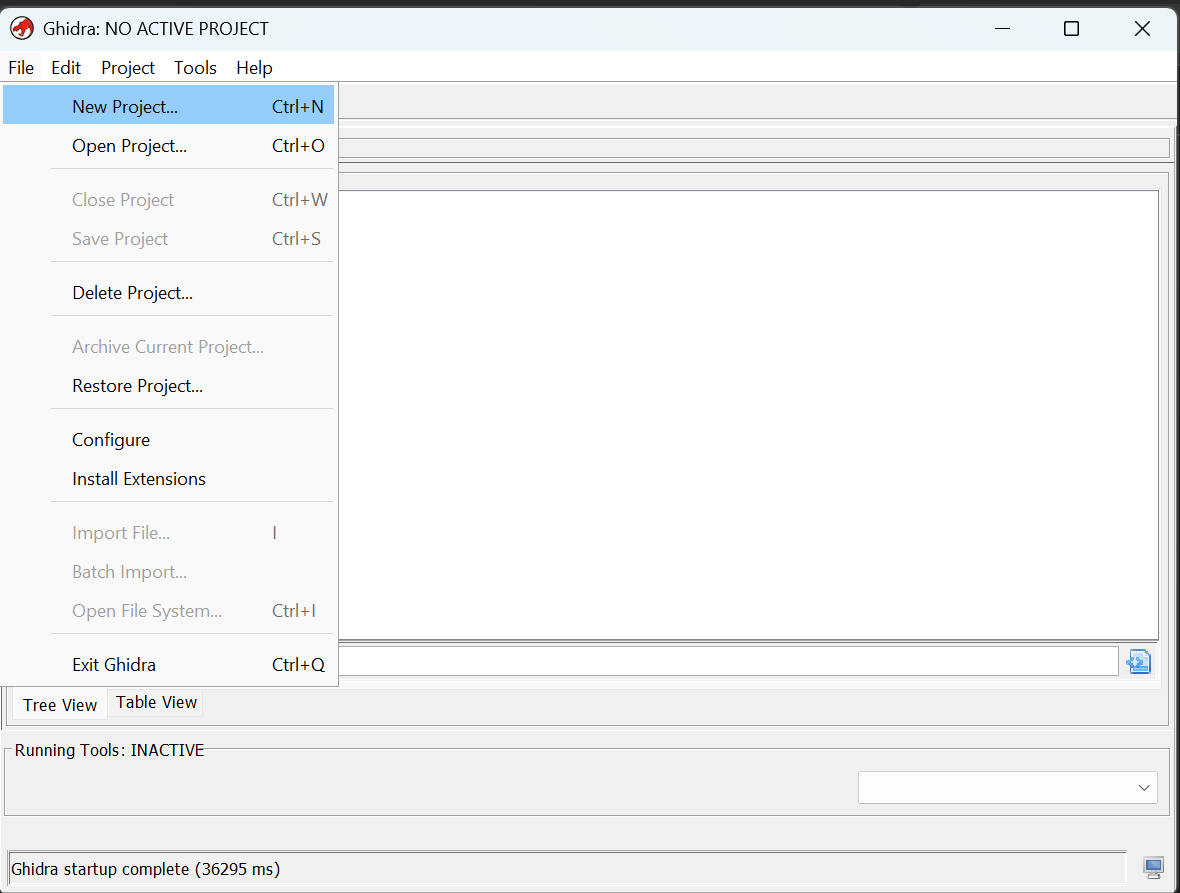 Ghidra: NO ACTIVE PROJECT
File Edit Project Tools Help
New Project... Ctrl+N
Open Project... Ctrl+O
Close Project Ctrl+W
Save Project Ctrl+S
Delete Project...
Archive Current Project...
Restore Project...
Configure
Install Extensions
Import File... I
Batch Import...
Open File System... Ctrl+I
Exit Ghidra Ctrl+Q
Tree View Table View
Running Tools: INACTIVE
Ghidra startup complete (36295 ms)